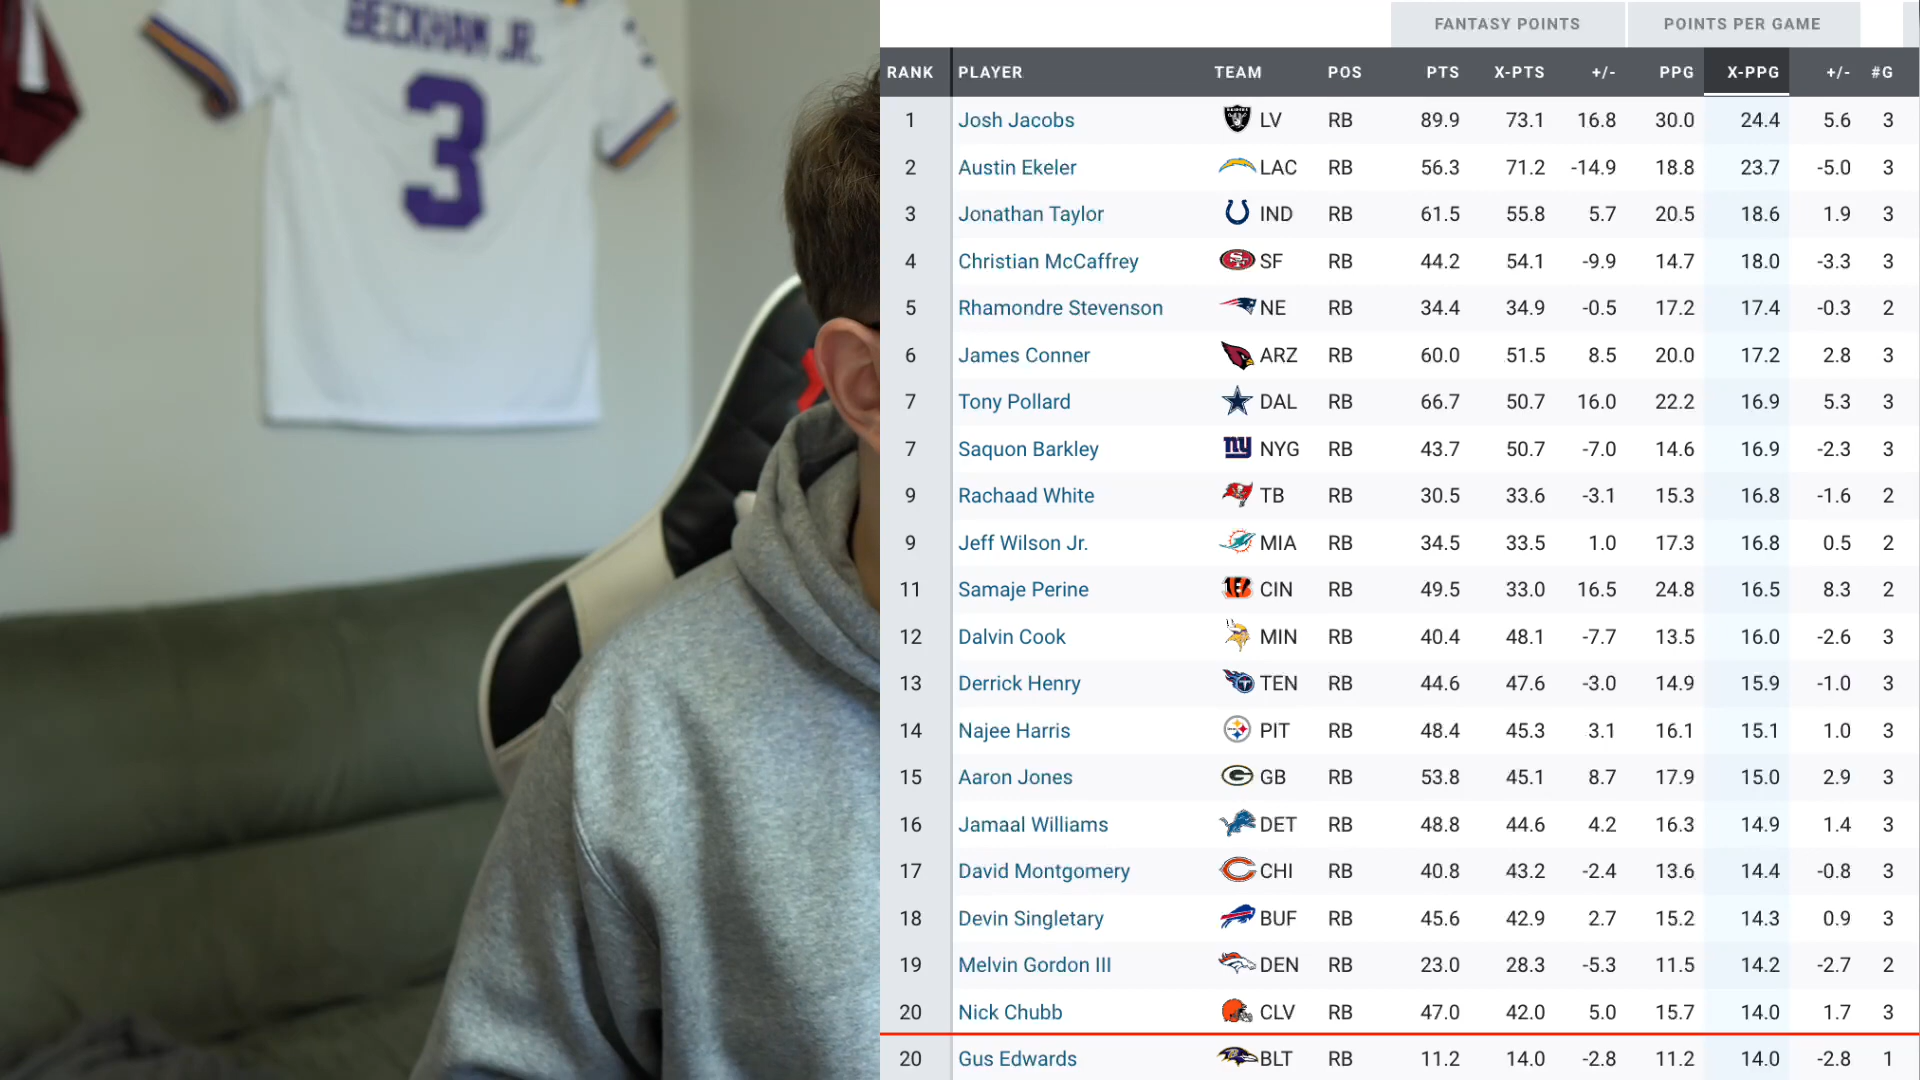 BECKHAM JR.
3
FANTASY POINTS POINTS PER GAME
RANK PLAYER TEAM POS PTS X-PTS +/- PPG X-PPG +/- #G
1 Josh Jacobs LV RB 89.9 73.1 16.8 30.0 24.4 5.6 3
2 Austin Ekeler LAC RB 56.3 71.2 -14.9 18.8 23.7 -5.0 3
3 Jonathan Taylor IND RB 61.5 55.8 5.7 20.5 18.6 1.9 3
4 Christian McCaffrey SF RB 44.2 54.1 -9.9 14.7 18.0 -3.3 3
5 Rhamondre Stevenson NE RB 34.4 34.9 -0.5 17.2 17.4 -0.3 2
6 James Conner ARZ RB 60.0 51.5 8.5 20.0 17.2 2.8 3
7 Tony Pollard DAL RB 66.7 50.7 16.0 22.2 16.9 5.3 3
7 Saquon Barkley NYG RB 43.7 50.7 -7.0 14.6 16.9 -2.3 3
9 Rachaad White TB RB 30.5 33.6 -3.1 15.3 16.8 -1.6 2
9 Jeff Wilson Jr. MIA RB 34.5 33.5 1.0 17.3 16.8 0.5 2
11 Samaje Perine CIN RB 49.5 33.0 16.5 24.8 16.5 8.3 2
12 Dalvin Cook MIN RB 40.4 48.1 -7.7 13.5 16.0 -2.6 3
13 Derrick Henry TEN RB 44.6 47.6 -3.0 14.9 15.9 -1.0 3
14 Najee Harris PIT RB 48.4 45.3 3.1 16.1 15.1 1.0 3
15 Aaron Jones GB RB 53.8 45.1 8.7 17.9 15.0 2.9 3
16 Jamaal Williams DET RB 48.8 44.6 4.2 16.3 14.9 1.4 3
17 David Montgomery CHI RB 40.8 43.2 -2.4 13.6 14.4 -0.8 3
18 Devin Singletary BUF RB 45.6 42.9 2.7 15.2 14.3 0.9 3
19 Melvin Gordon III DEN RB 23.0 28.3 -5.3 11.5 14.2 -2.7 2
20 Nick Chubb CLV RB 47.0 42.0 5.0 15.7 14.0 1.7 3
20 Gus Edwards BLT RB 11.2 14.0 -2.8 11.2 14.0 -2.8 1